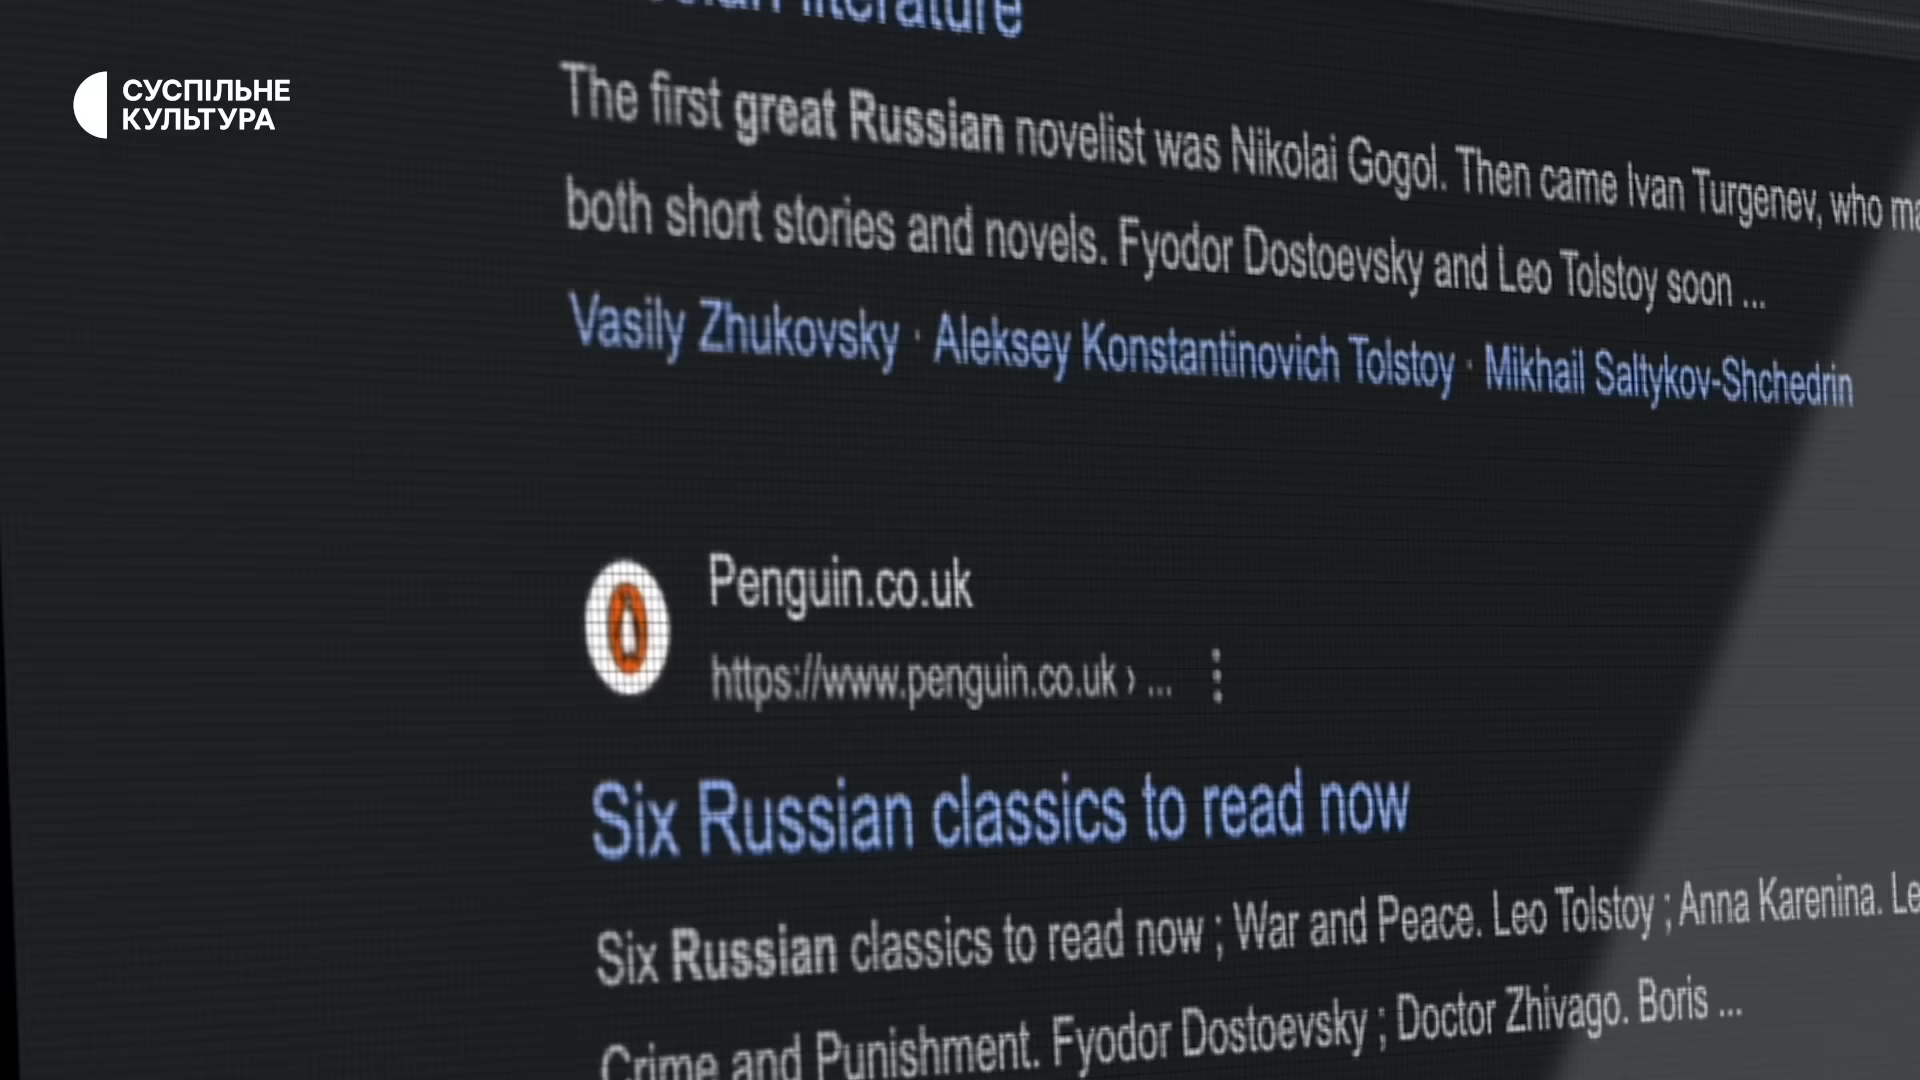 СУСПІЛЬНЕ
КУЛЬТУРА
literature
The first great Russian novelist was Nikolai Gogol. Then came Ivan Turgenev, who
both short stories and novels. Fyodor Dostoevsky and Leo Tolstoy soon ...
Vasily Zhukovsky · Aleksey Konstantinovich Tolstoy · Mikhail Saltykov-Shchedrin
Penguin.co.uk
https://www.penguin.co.uk › ...
Six Russian classics to read now
Six Russian classics to read now ; War and Peace. Leo Tolstoy ; Anna Karenina.
Crime and Punishment. Fyodor Dostoevsky ; Doctor Zhivago. Boris ...